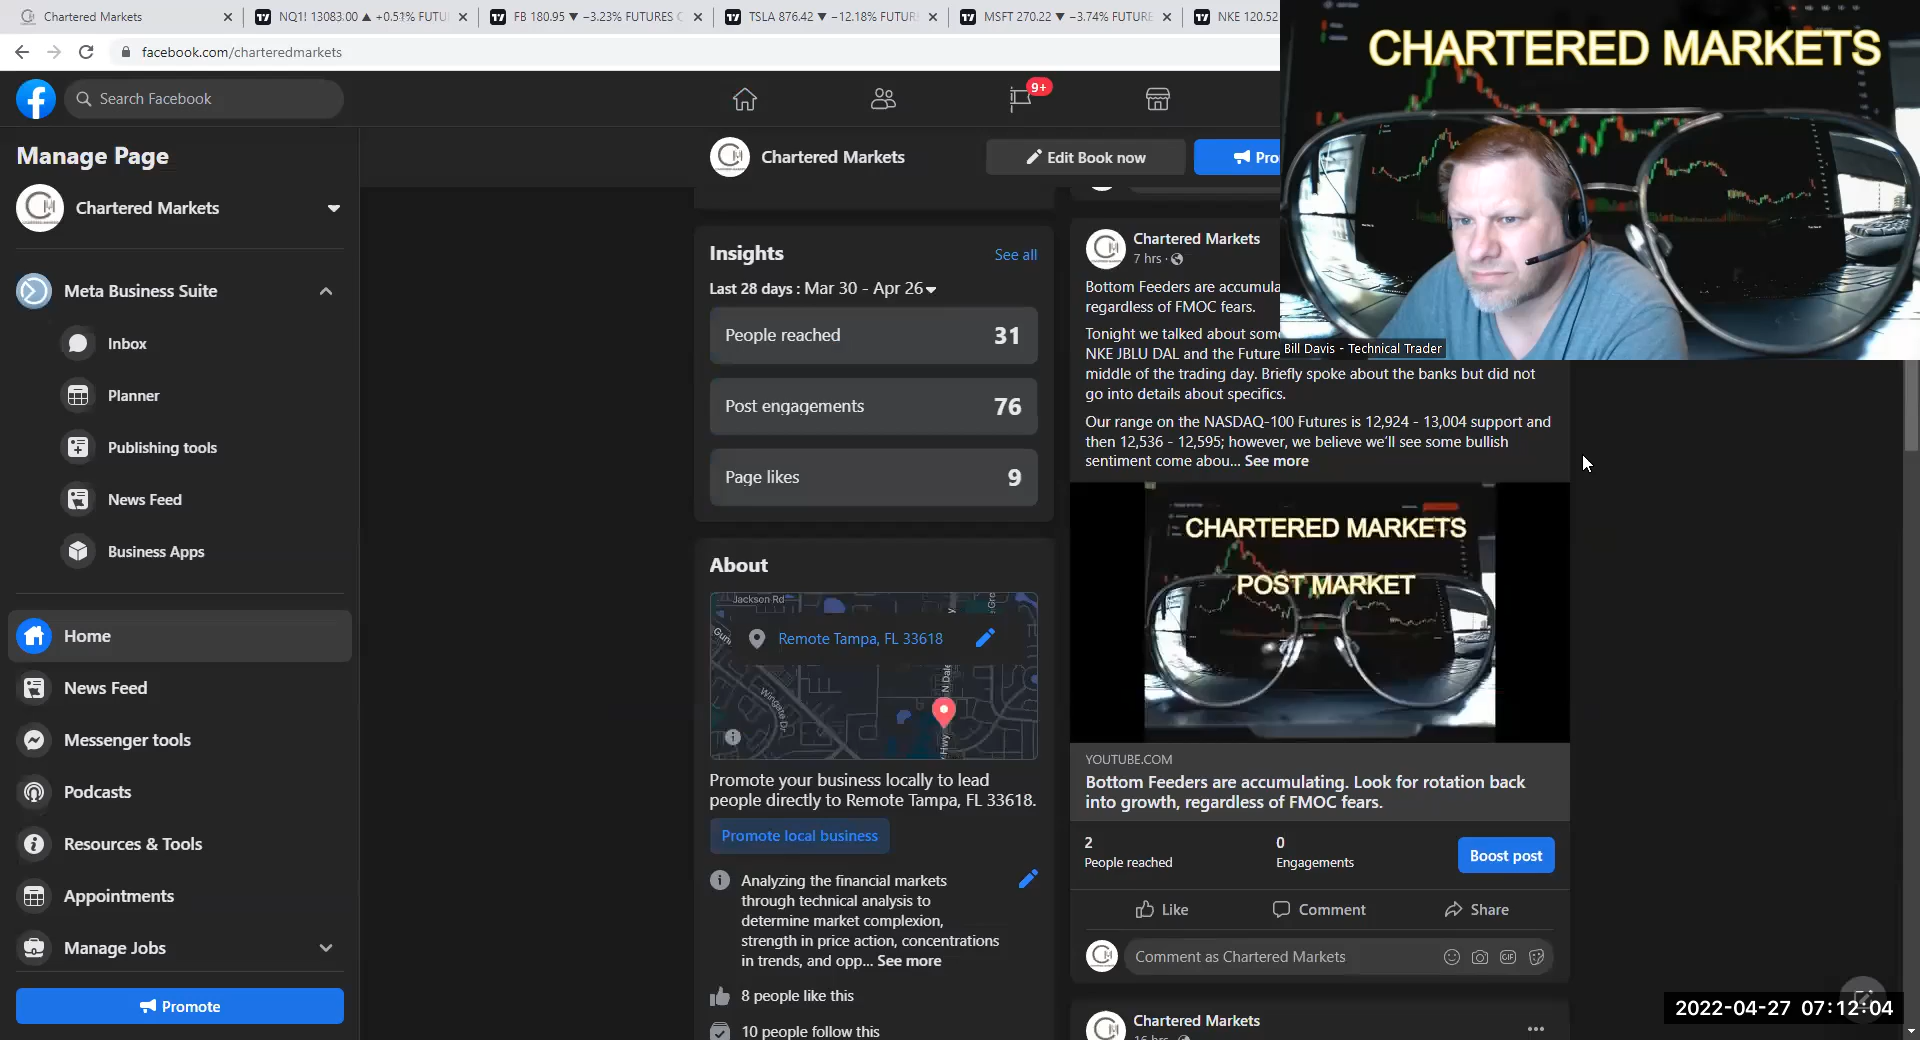 Chartered Markets
NQ1! 13083.00 ▲ +0.51% FUTU
FB 180.95 ▼ −3.23% FUTURES C
TSLA 876.42 ▼ −12.18% FUTUR
MSFT 270.22 ▼ −3.74% FUTURE
NKE 120.52
facebook.com/charteredmarkets
CHARTERED MARKETS
Search Facebook
9+
Manage Page
Chartered Markets
Edit Book now
Pro
Chartered Markets
Meta Business Suite
Inbox
Planner
Publishing tools
News Feed
Business Apps
Home
News Feed
Messenger tools
Podcasts
Resources & Tools
Appointments
Manage Jobs
Promote
Insights
See all
Last 28 days : Mar 30 - Apr 26
People reached 31
Post engagements 76
Page likes 9
About
Jackson Rd
Remote Tampa, FL 33618
N Dale
Wingate Dr
Hwy
Promote your business locally to lead
people directly to Remote Tampa, FL 33618.
Promote local business
Analyzing the financial markets
through technical analysis to
determine market complexion,
strength in price action, concentrations
in trends, and opp... See more
8 people like this
10 people follow this
Chartered Markets
7 hrs ·
Bottom Feeders are accumula
regardless of FMOC fears.
Tonight we talked about som
NKE JBLU DAL and the Future
middle of the trading day. Briefly spoke about the banks but did not
go into details about specifics.
Our range on the NASDAQ-100 Futures is 12,924 - 13,004 support and
then 12,536 - 12,595; however, we believe we'll see some bullish
sentiment come abou... See more
Bill Davis - Technical Trader
CHARTERED MARKETS
POST MARKET
YOUTUBE.COM
Bottom Feeders are accumulating. Look for rotation back
into growth, regardless of FMOC fears.
2
People reached
0
Engagements
Boost post
Like
Comment
Share
Comment as Chartered Markets
GIF
Chartered Markets
16 hrs ·
2022-04-27 07:12:04